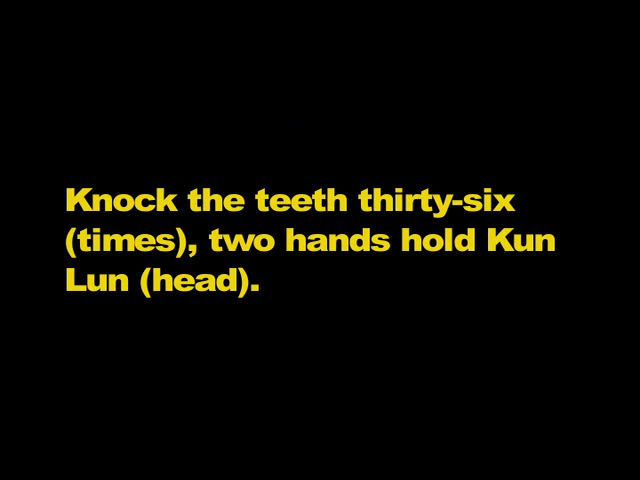 Knock the teeth thirty-six
(times), two hands hold Kun
Lun (head).